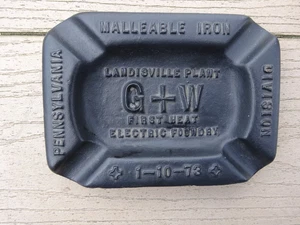 MALLEABLE IRON
PENNSYLVANIA
DIVISION
LANDISVILLE PLANT
G+W
FIRST HEAT
ELECTRIC FOUNDRY
1-10-73